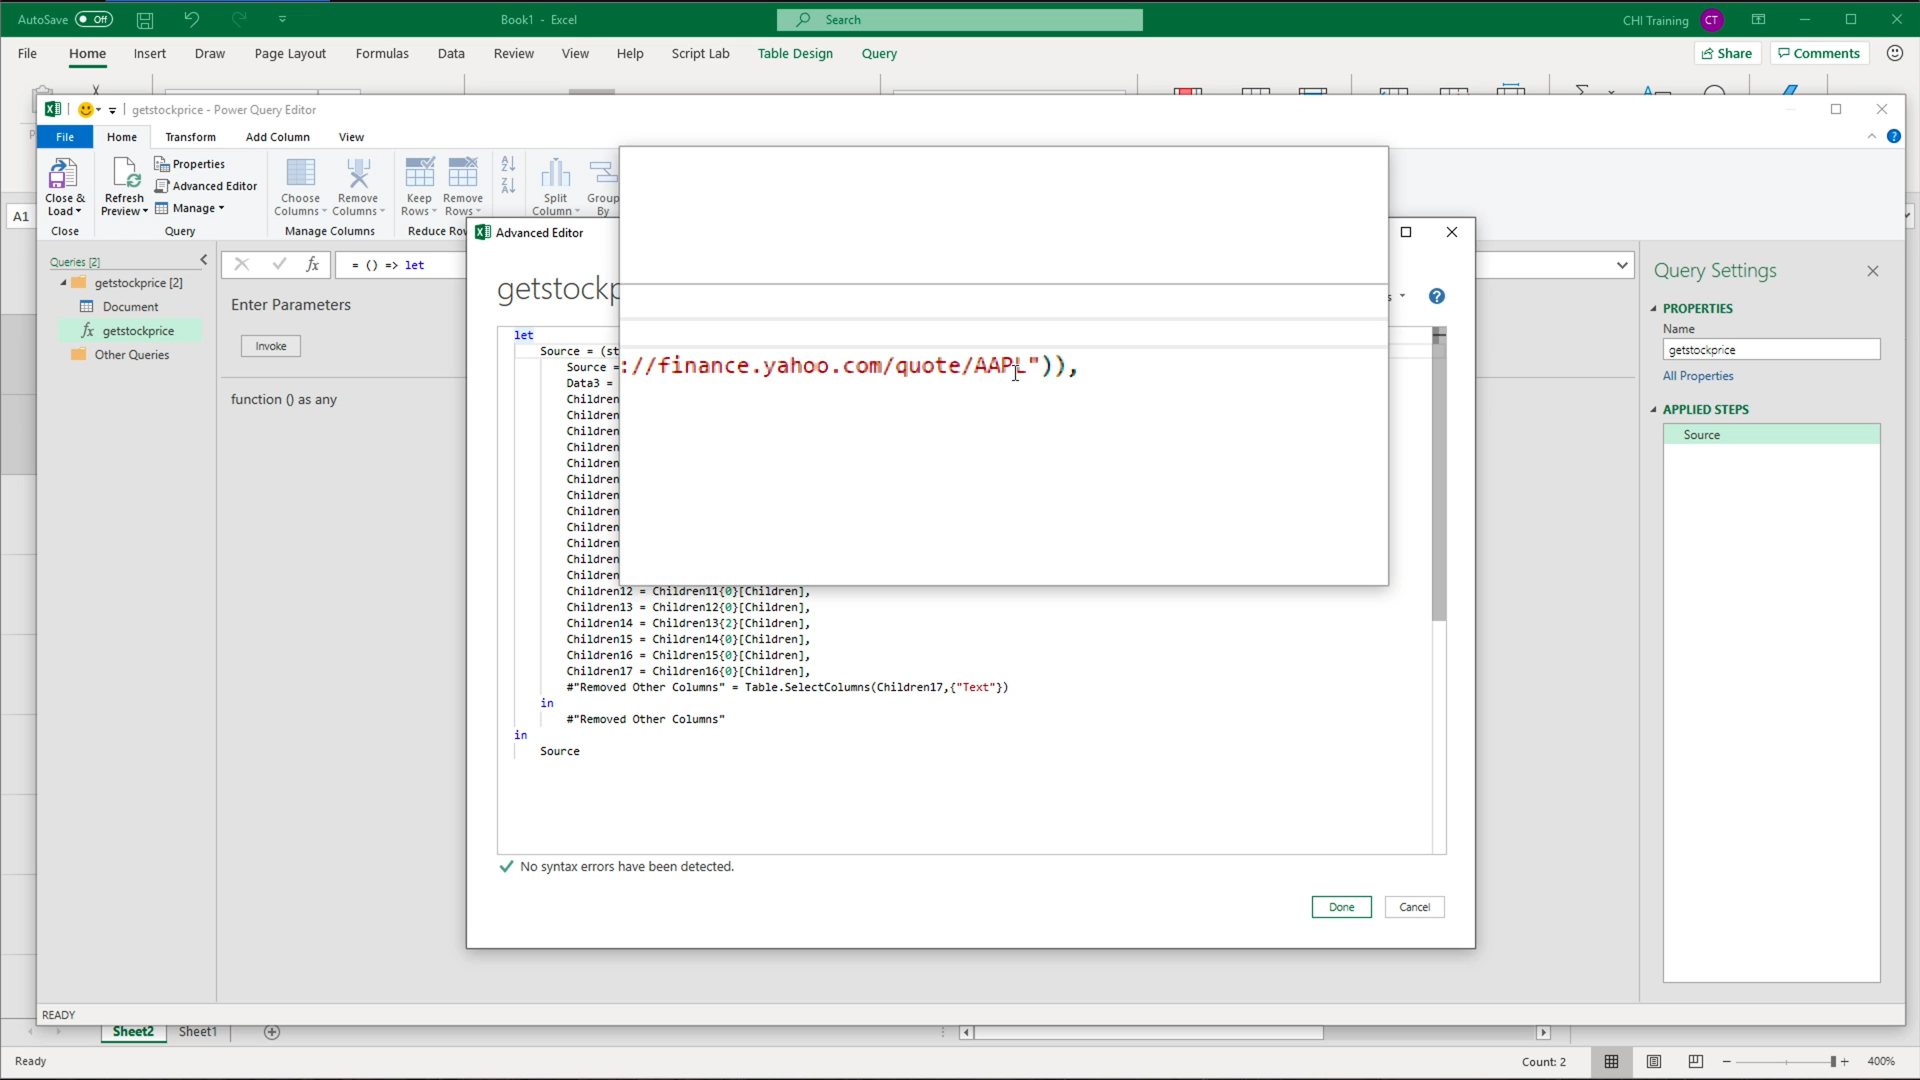 AutoSave Off Book1 - Excel Search CHI Training CT
File Home Insert Draw Page Layout Formulas Data Review View Help Script Lab Table Design Query Share Comments
getstockprice - Power Query Editor
File Home Transform Add Column View
Close & Load
Refresh Preview
Properties
Advanced Editor
Manage
Choose Columns
Remove Columns
Keep Rows
Remove Rows
Split Column
Group By
Close Query Manage Columns Reduce Rov
A1
Advanced Editor
Queries [2]
getstockprice [2]
Document
getstockprice
Other Queries
fx = () => let
Enter Parameters
Invoke
function () as any
getstockp
let
Source = (st
Source =
://finance.yahoo.com/quote/AAPL")),
Data3 =
Children
Children
Children
Children
Children
Children
Children
Children
Children
Children
Children
Children
Children12 = Children11{0}[Children],
Children13 = Children12{0}[Children],
Children14 = Children13{2}[Children],
Children15 = Children14{0}[Children],
Children16 = Children15{0}[Children],
Children17 = Children16{0}[Children],
#"Removed Other Columns" = Table.SelectColumns(Children17,{"Text"})
in
#"Removed Other Columns"
in
Source
No syntax errors have been detected.
Done Cancel
Query Settings
PROPERTIES
Name
getstockprice
All Properties
APPLIED STEPS
Source
READY
Sheet2 Sheet1
Ready Count: 2 400%